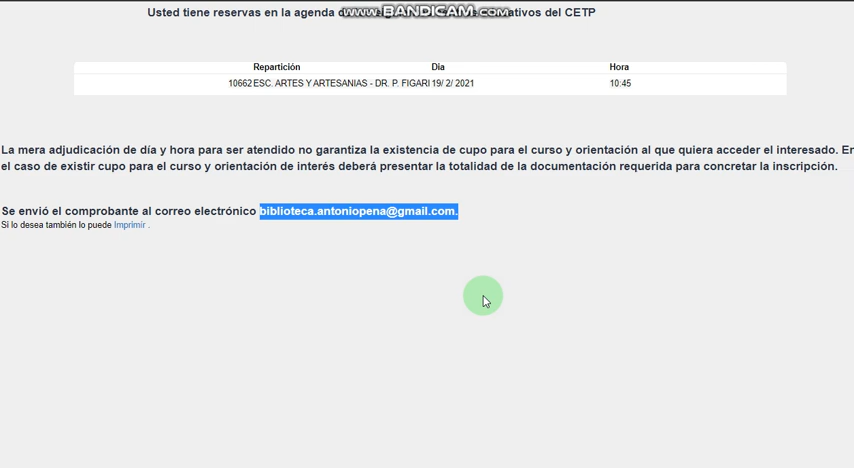 Usted tiene reservas en la agenda d
WWW.BANDICAM.COM
ativos del CETP
Repartición Dia Hora
10662 ESC. ARTES Y ARTESANIAS - DR. P. FIGARI 19/ 2/ 2021 10:45
La mera adjudicación de día y hora para ser atendido no garantiza la existencia de cupo para el curso y orientación al que quiera acceder el interesado. En
el caso de existir cupo para el curso y orientación de interés deberá presentar la totalidad de la documentación requerida para concretar la inscripción.
Se envió el comprobante al correo electrónico biblioteca.antoniopena@gmail.com.
Si lo desea también lo puede Imprimir .